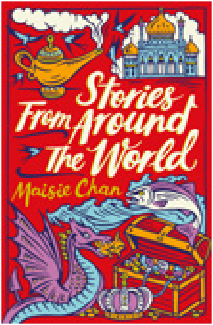 Stories
From Around
The World
Maisie Chan